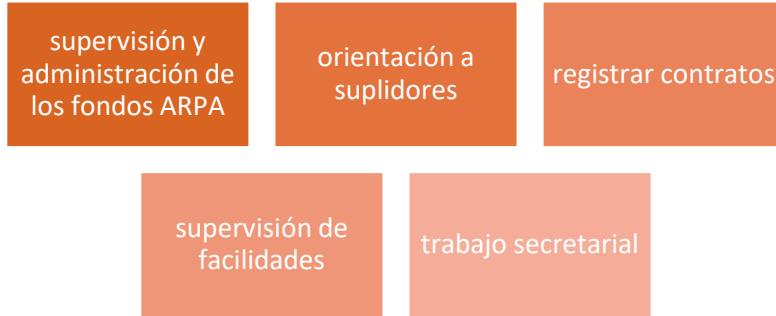 supervisión y
administración de
los fondos ARPA
orientación a
suplidores
registrar contratos
supervisión de
facilidades
trabajo secretarial